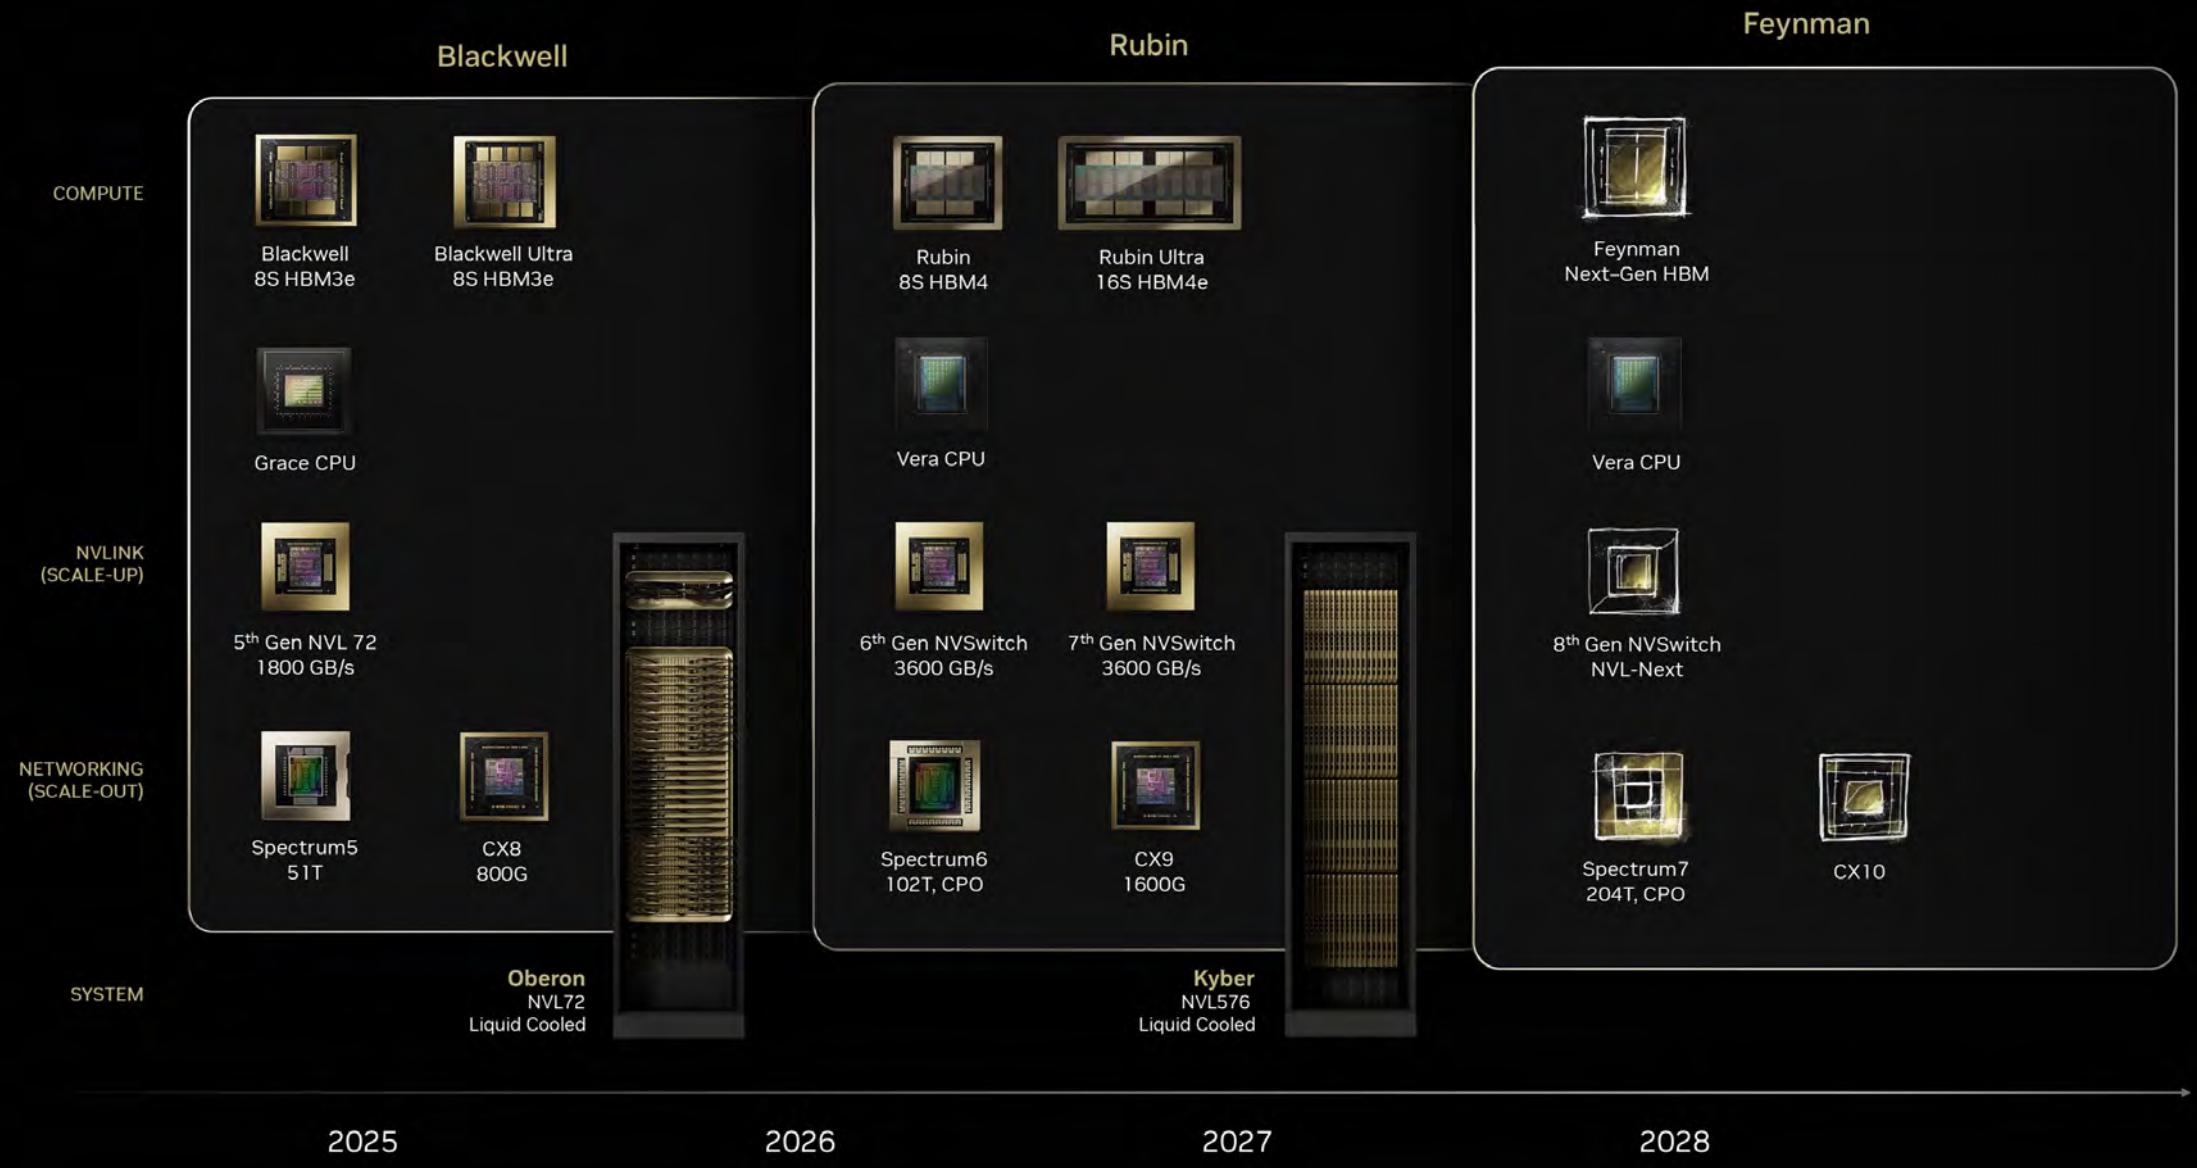 Blackwell
Rubin
Feynman
COMPUTE
Blackwell
8S HBM3e
Blackwell Ultra
8S HBM3e
Rubin
8S HBM4
Rubin Ultra
16S HBM4e
Feynman
Next-Gen HBM
Grace CPU
Vera CPU
Vera CPU
NVLINK
(SCALE-UP)
5th Gen NVL 72
1800 GB/s
6th Gen NVSwitch
3600 GB/s
7th Gen NVSwitch
3600 GB/s
8th Gen NVSwitch
NVL-Next
NETWORKING
(SCALE-OUT)
Spectrum5
51T
CX8
800G
Spectrum6
102T, CPO
CX9
1600G
Spectrum7
204T, CPO
CX10
SYSTEM
Oberon
NVL72
Liquid Cooled
Kyber
NVL576
Liquid Cooled
2025
2026
2027
2028